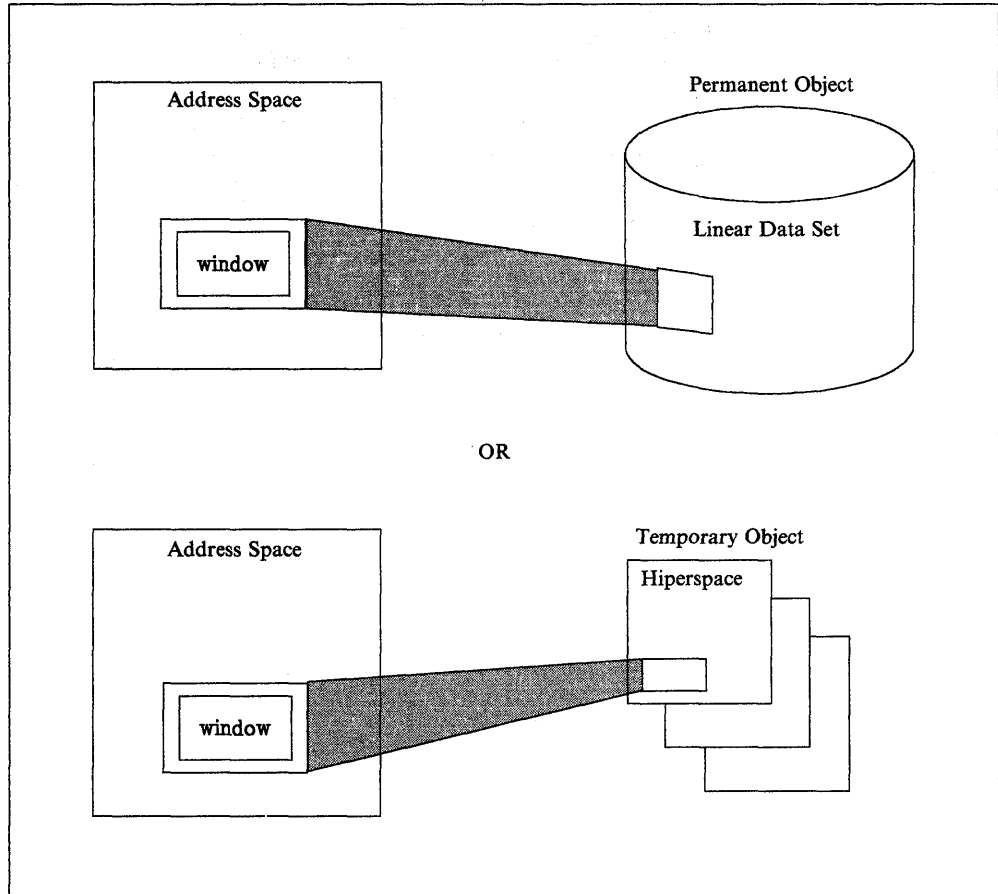 Address Space
Permanent Object
Linear Data Set
window
OR
Address Space
Temporary Object
Hiperspace
window